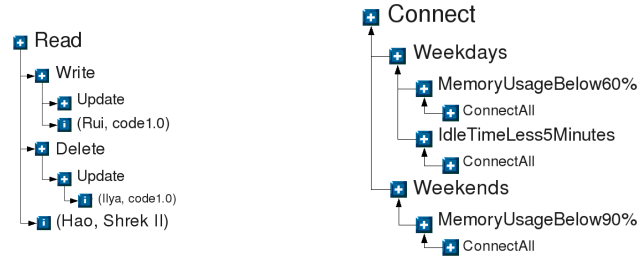 Read
Write
Update
(Rui, code1.0)
Delete
Update
(Ilya, code1.0)
(Hao, Shrek II)
Connect
Weekdays
MemoryUsageBelow60%
ConnectAll
IdleTimeLess5Minutes
ConnectAll
Weekends
MemoryUsageBelow90%
ConnectAll